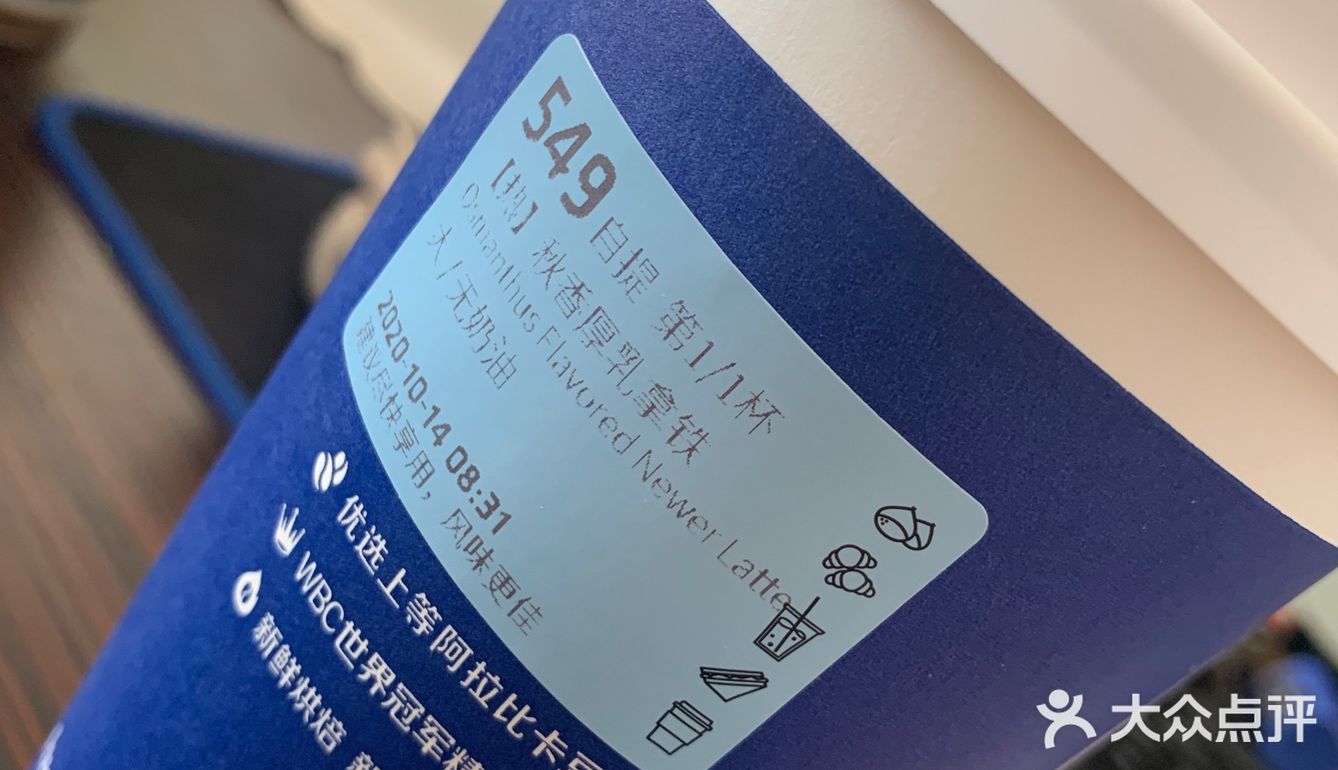 549 自提 第1/1杯
【热】秋香厚乳拿铁
Osmanthus Flavored Newer Latte
大/无奶油
2020-10-14 08:31
建议尽快享用，风味更佳
优选上等阿拉比卡豆
WBC世界冠军精
新鲜烘焙 新
大众点评